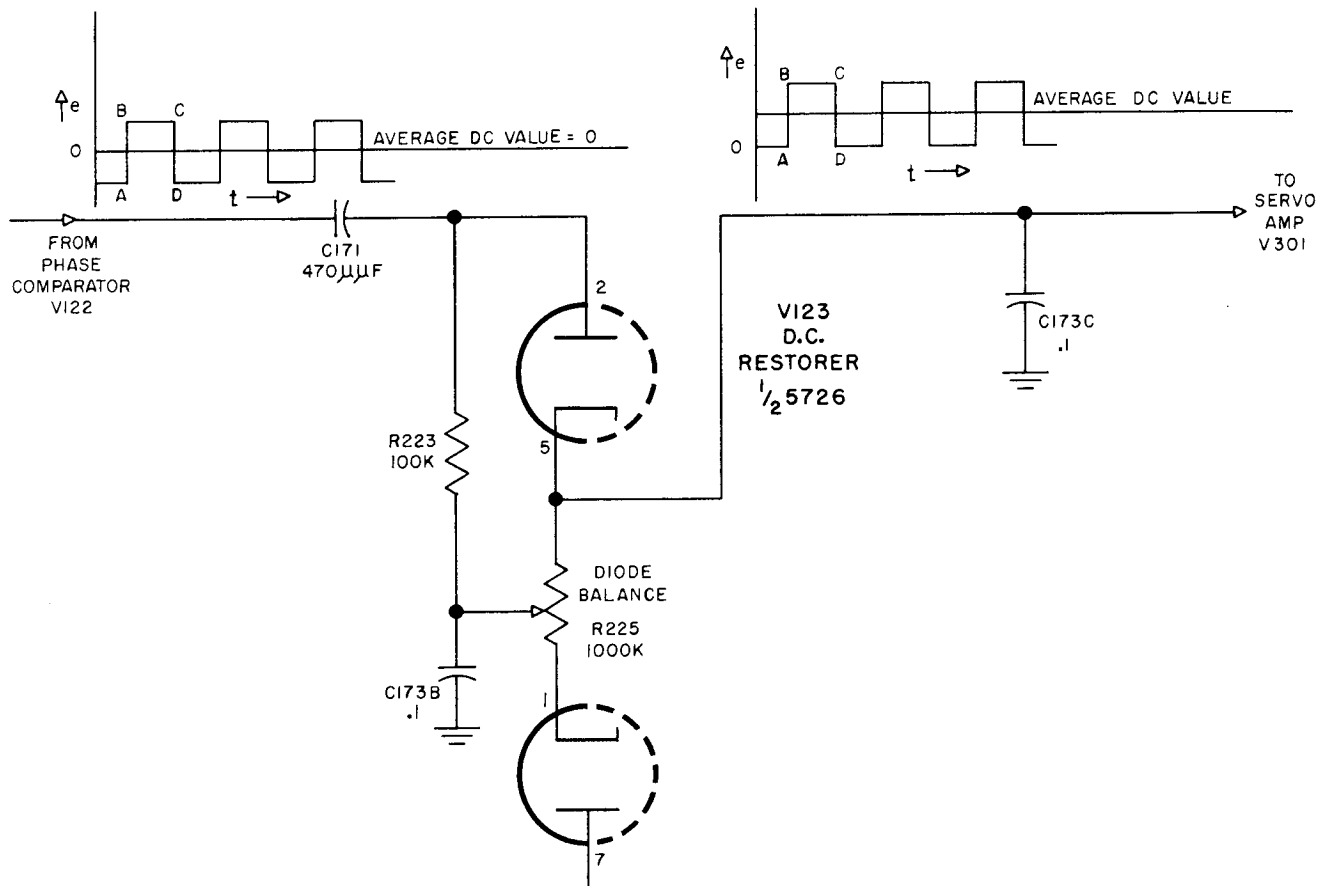 e
B C
0
AVERAGE DC VALUE = 0
A D
t
e
B C
AVERAGE DC VALUE
0
A D
t
FROM
PHASE
COMPARATOR
V122
C171
470µµF
TO
SERVO
AMP
V301
2
V123
D.C.
RESTORER
1/2 5726
C173C
.1
R223
100K
5
DIODE
BALANCE
R225
1000K
C173B
.1
1
7